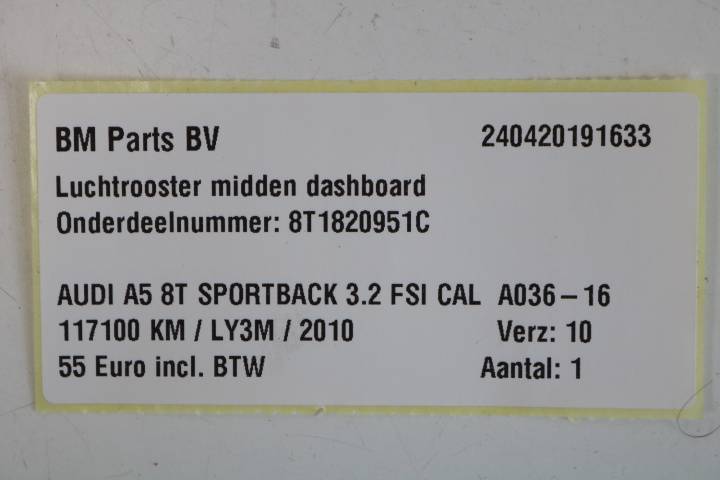 BM Parts BV 240420191633
Luchtrooster midden dashboard
Onderdeelnummer: 8T1820951C
AUDI A5 8T SPORTBACK 3.2 FSI CAL A036-16
117100 KM / LY3M / 2010 Verz: 10
55 Euro incl. BTW Aantal: 1